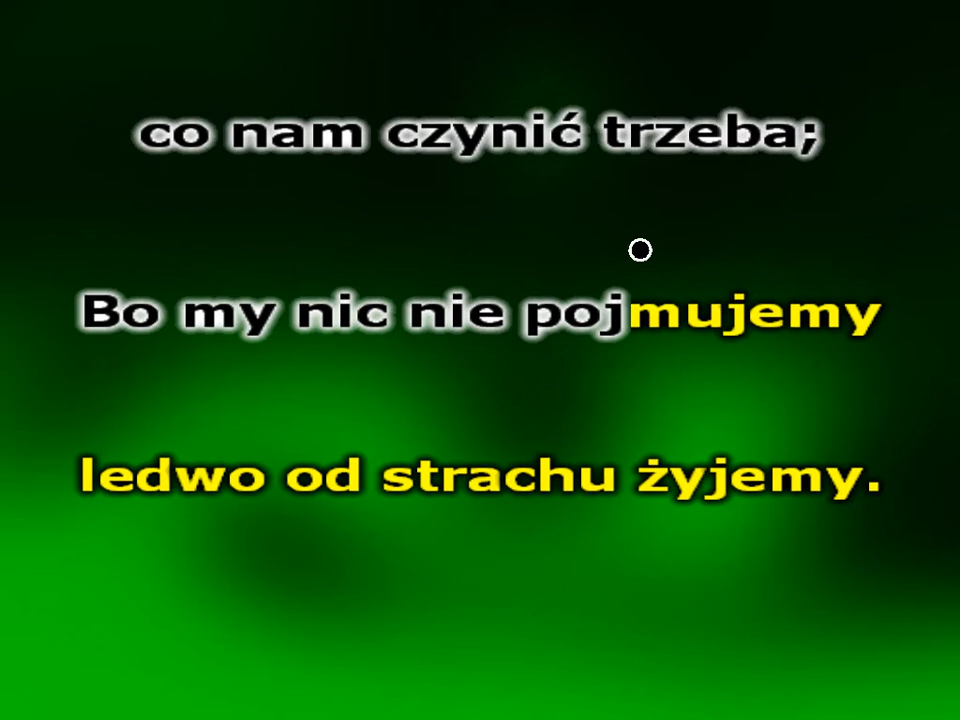 co nam czynić trzeba;
Bo my nic nie pojmujemy
ledwo od strachu żyjemy.